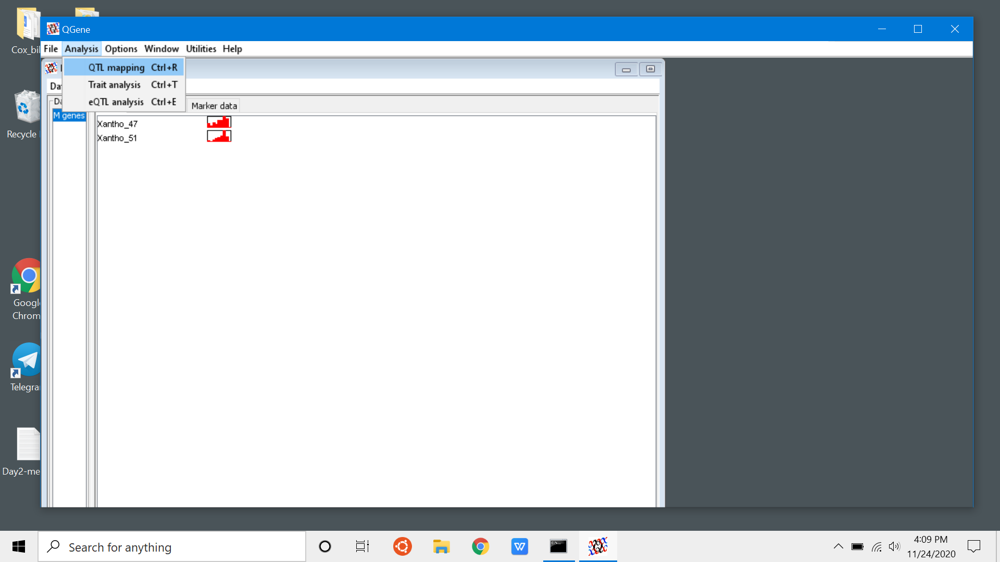 Cox_bil
QGene
File Analysis Options Window Utilities Help
QTL mapping Ctrl+R
Trait analysis Ctrl+T
eQTL analysis Ctrl+E
Dat
Da
M genes
Marker data
Xantho_47
Xantho_51
Recycle
Googl
Chrom
Telegra
Day2-me
Search for anything
4:09 PM
11/24/2020